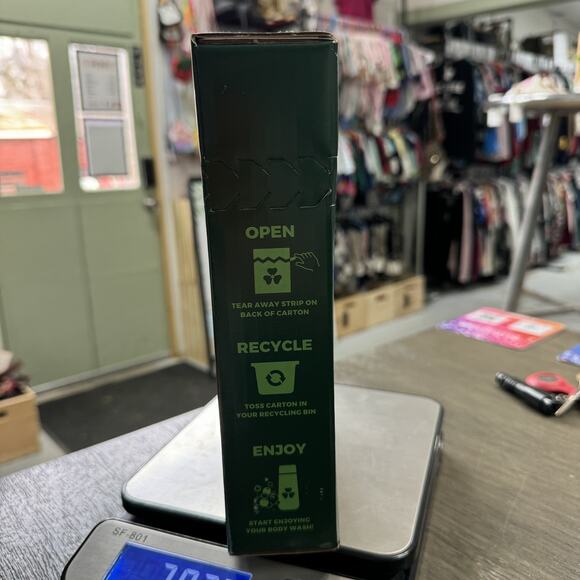 OPEN
TEAR AWAY STRIP ON
BACK OF CARTON
RECYCLE
TOSS CARTON IN
YOUR RECYCLING BIN
ENJOY
START ENJOYING
YOUR BODY WASH!
SF-801